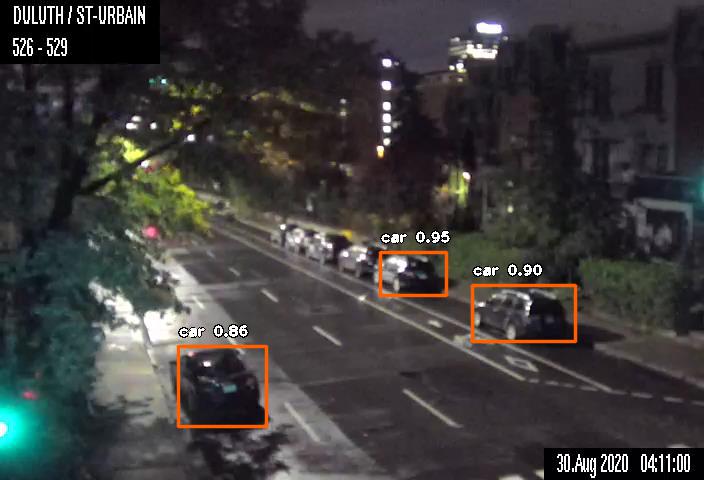 DULUTH / ST-URBAIN
526 - 529
car 0.95
car 0.90
car 0.86
30.Aug 2020 04:11:00